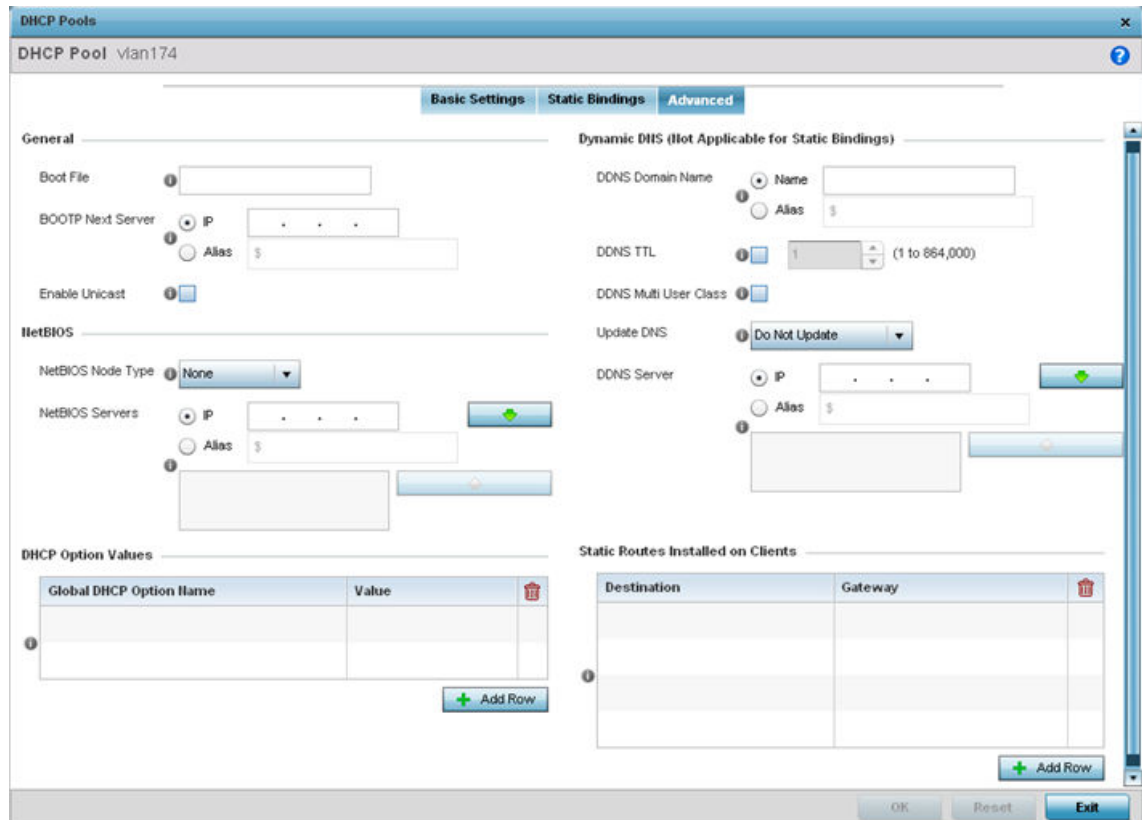 DHCP Pools
DHCP Pool vlan174
Basic Settings Static Bindings Advanced
General
Boot File
BOOTP Next Server IP . . .
Alias $
Enable Unicast
NetBIOS
NetBIOS Node Type None
NetBIOS Servers IP . . .
Alias $
DHCP Option Values
Global DHCP Option Name Value
Add Row
Dynamic DNS (Not Applicable for Static Bindings)
DDNS Domain Name Name
Alias $
DDNS TTL 1 (1 to 864,000)
DDNS Multi User Class
Update DNS Do Not Update
DDNS Server IP . . .
Alias $
Static Routes Installed on Clients
Destination Gateway
Add Row
OK Reset Exit